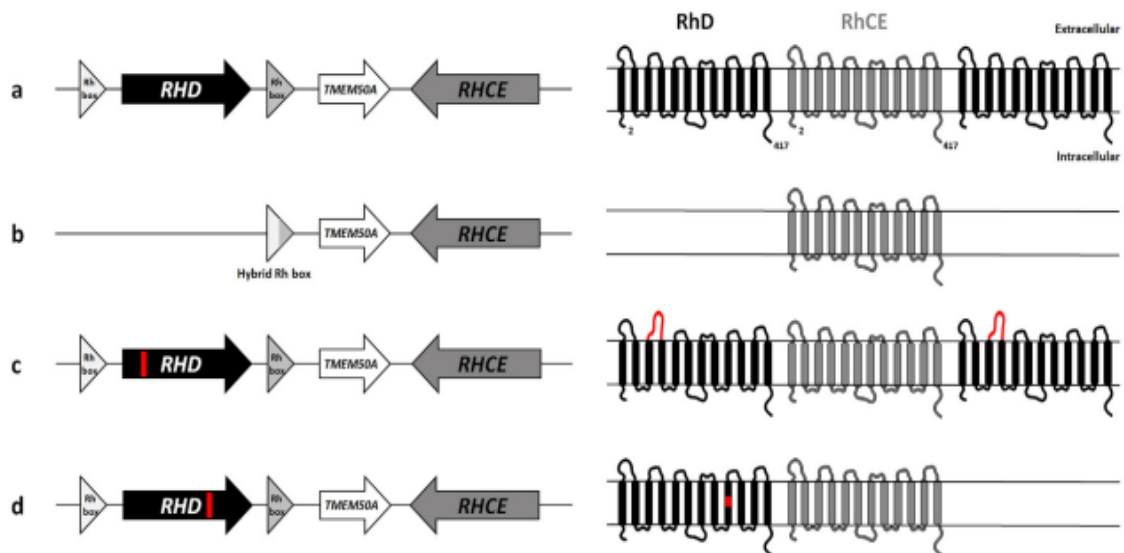 RhD RhCE
Extracellular
a Rh box RHD Rh box TMEM50A RHCE
2 417 2 417
Intracellular
b TMEM50A RHCE
Hybrid Rh box
c Rh box RHD Rh box TMEM50A RHCE
d Rh box RHD Rh box TMEM50A RHCE